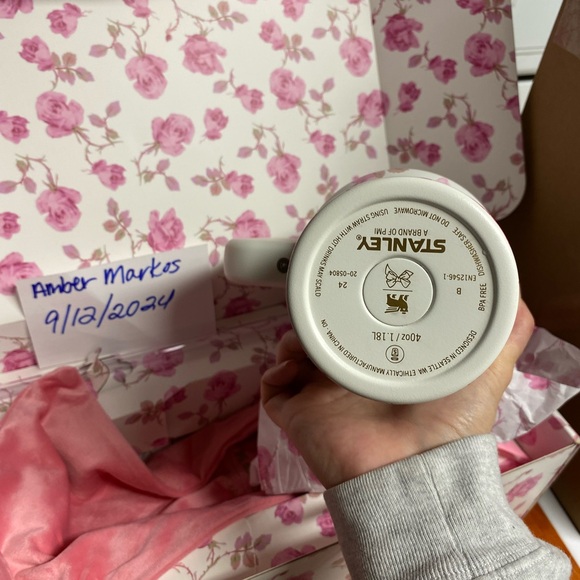 Amber Markos
9/12/2024
DISHWASHER SAFE DO NOT MICROWAVE USING STRAW WITH HOT DRINKS MAY SCALD
STANLEY
A BRAND OF PMI
20-05804
24
EN12546-1
B
BPA FREE
40oz / 1.18L
DESIGNED IN SEATTLE WA ETHICALLY MANUFACTURED IN CHINA